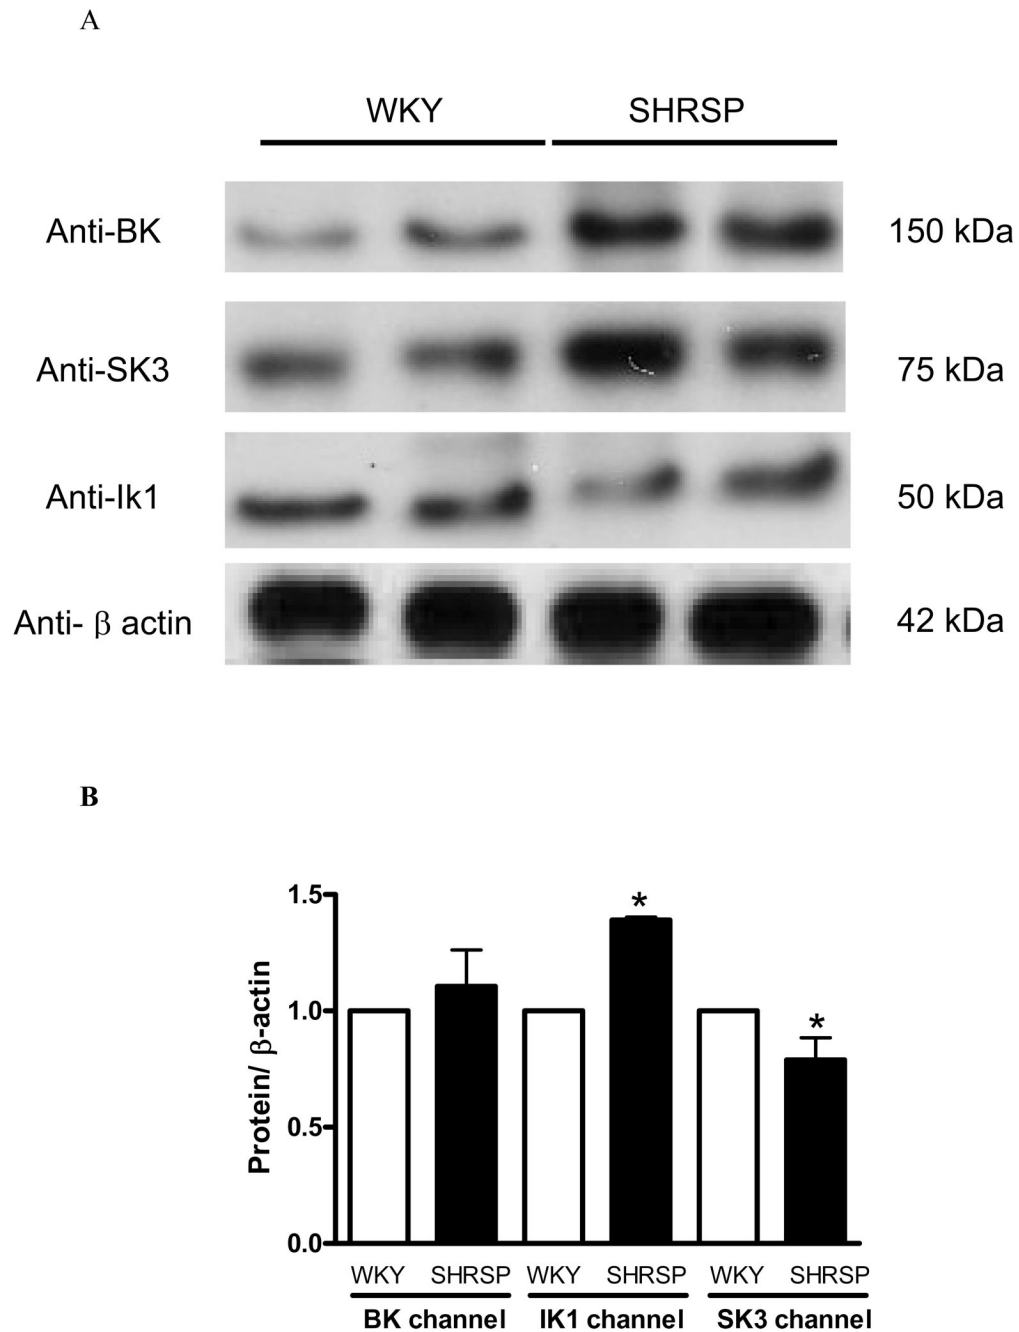 A
WKY SHRSP
Anti-BK 150 kDa
Anti-SK3 75 kDa
Anti-Ik1 50 kDa
Anti- β actin 42 kDa
B
Protein/ β-actin
1.5
1.0
0.5
0.0
* *
WKY SHRSP WKY SHRSP WKY SHRSP
BK channel IK1 channel SK3 channel